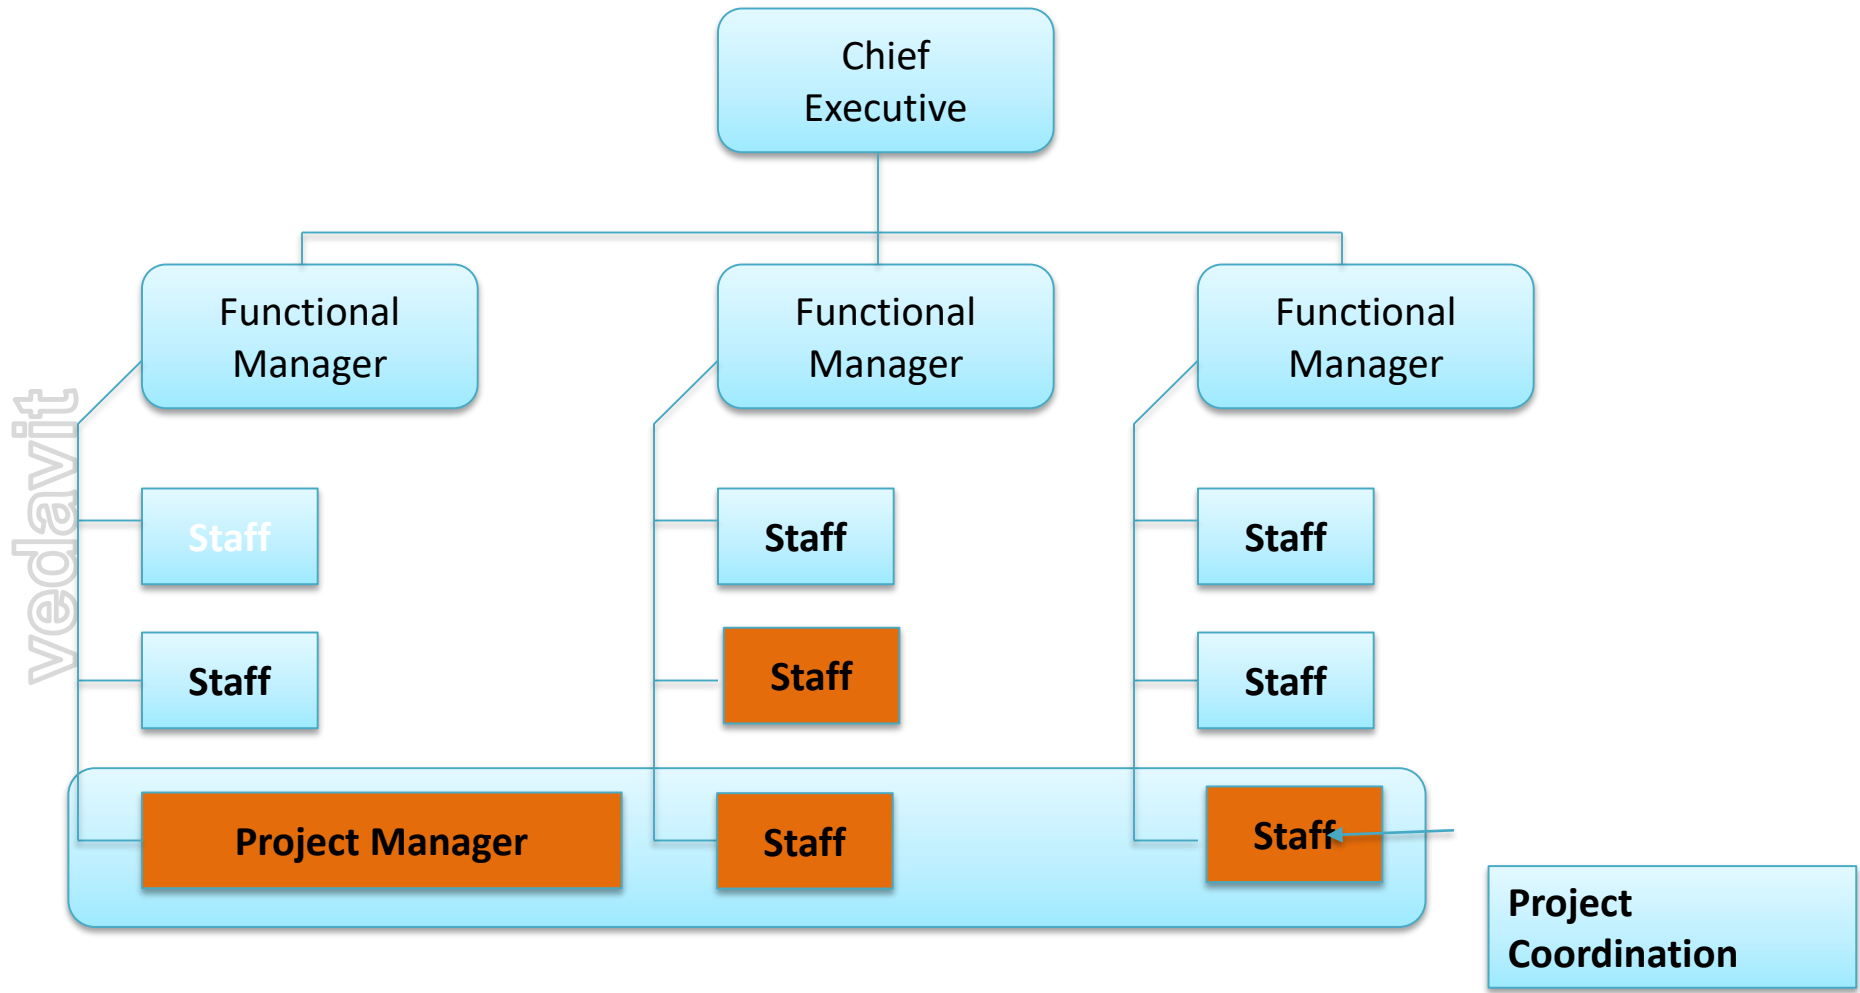 Chief
Executive
Functional
Manager
Functional
Manager
Functional
Manager
vedavit
Staff
Staff
Staff
Staff
Staff
Staff
Project Manager
Staff
Staff
Project
Coordination